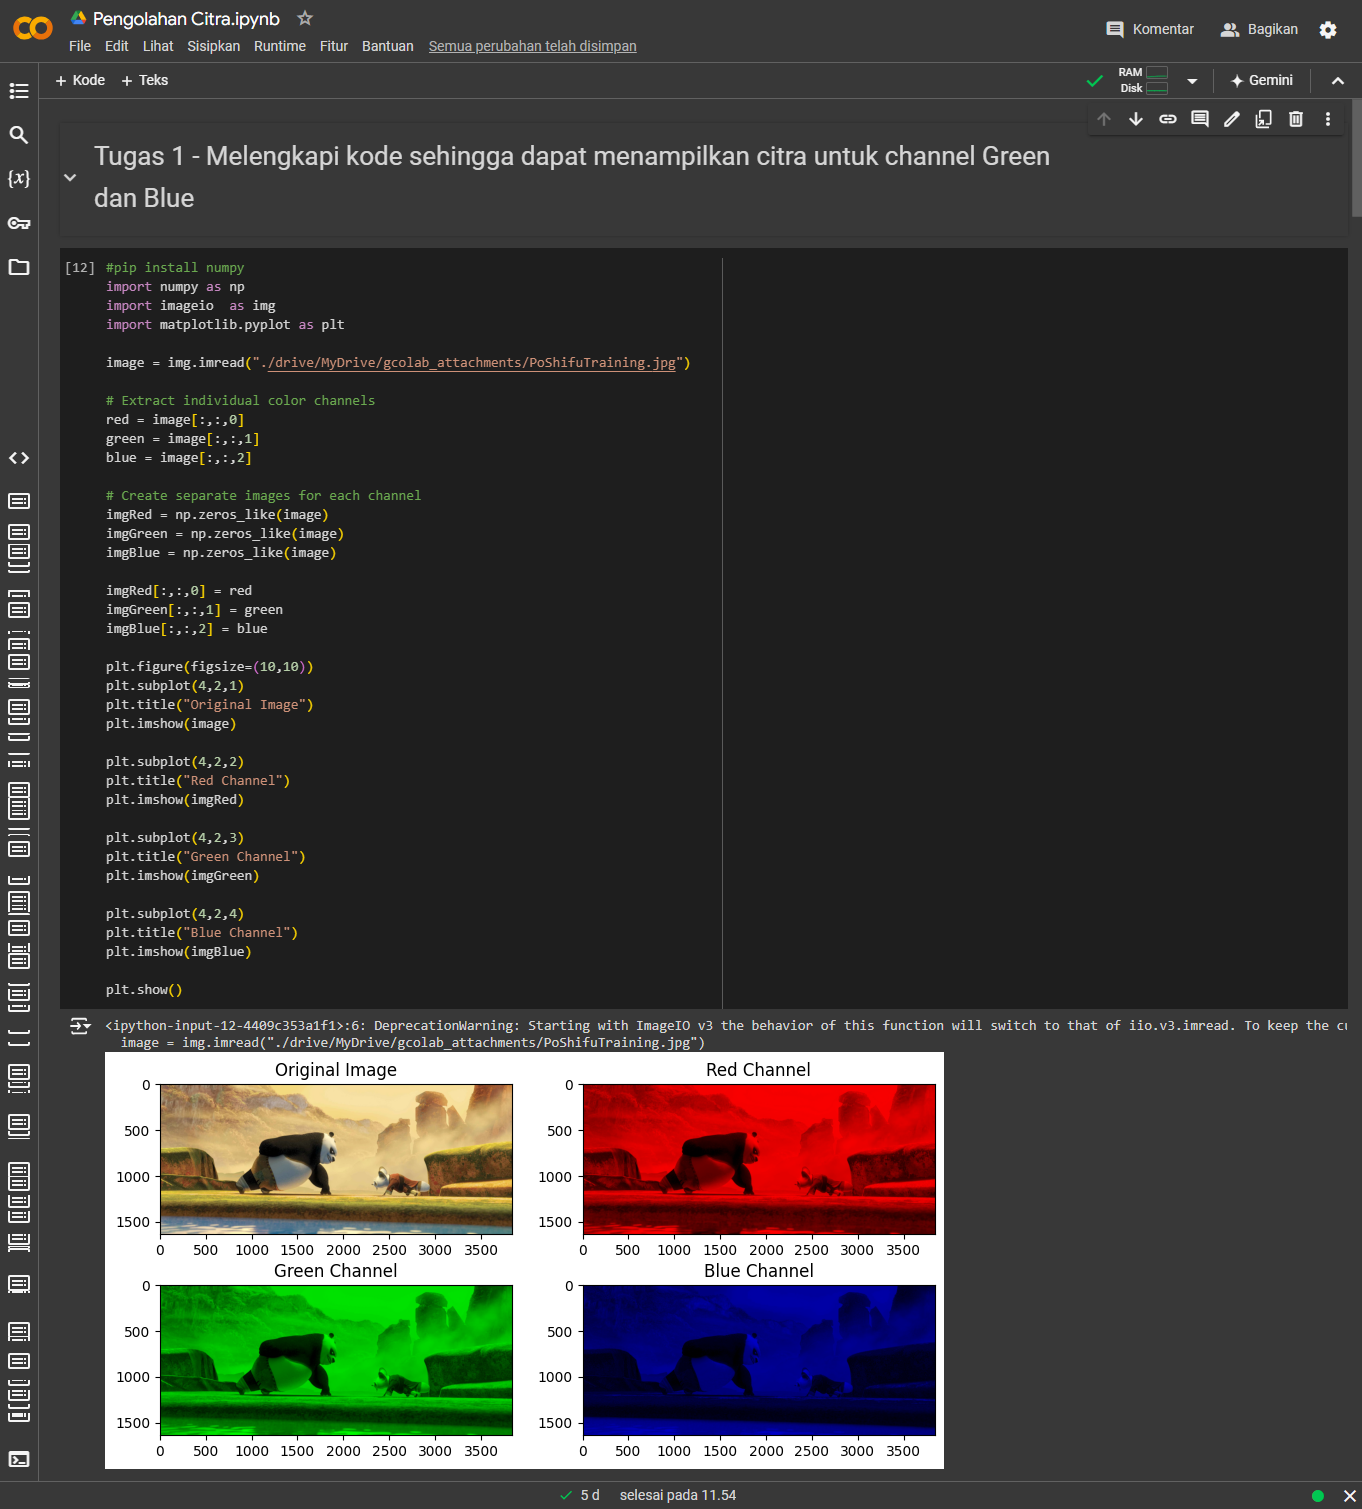 Pengolahan Citra.ipynb
File Edit Lihat Sisipkan Runtime Fitur Bantuan Semua perubahan telah disimpan
Komentar Bagikan
+ Kode + Teks
RAM
Disk
Gemini
Tugas 1 - Melengkapi kode sehingga dapat menampilkan citra untuk channel Green
dan Blue
{x}
[12] #pip install numpy
import numpy as np
import imageio  as img
import matplotlib.pyplot as plt
image = img.imread("./drive/MyDrive/gcolab_attachments/PoShifuTraining.jpg")
# Extract individual color channels
red = image[:,:,0]
green = image[:,:,1]
blue = image[:,:,2]
# Create separate images for each channel
imgRed = np.zeros_like(image)
imgGreen = np.zeros_like(image)
imgBlue = np.zeros_like(image)
imgRed[:,:,0] = red
imgGreen[:,:,1] = green
imgBlue[:,:,2] = blue
plt.figure(figsize=(10,10))
plt.subplot(4,2,1)
plt.title("Original Image")
plt.imshow(image)
plt.subplot(4,2,2)
plt.title("Red Channel")
plt.imshow(imgRed)
plt.subplot(4,2,3)
plt.title("Green Channel")
plt.imshow(imgGreen)
plt.subplot(4,2,4)
plt.title("Blue Channel")
plt.imshow(imgBlue)
plt.show()
<ipython-input-12-4409c353a1f1>:6: DeprecationWarning: Starting with ImageIO v3 the behavior of this function will switch to that of iio.v3.imread. To keep the cu
image = img.imread("./drive/MyDrive/gcolab_attachments/PoShifuTraining.jpg")
Original Image
0
500
1000
1500
0 500 1000 1500 2000 2500 3000 3500
Red Channel
0
500
1000
1500
0 500 1000 1500 2000 2500 3000 3500
Green Channel
0
500
1000
1500
0 500 1000 1500 2000 2500 3000 3500
Blue Channel
0
500
1000
1500
0 500 1000 1500 2000 2500 3000 3500
5 d selesai pada 11.54